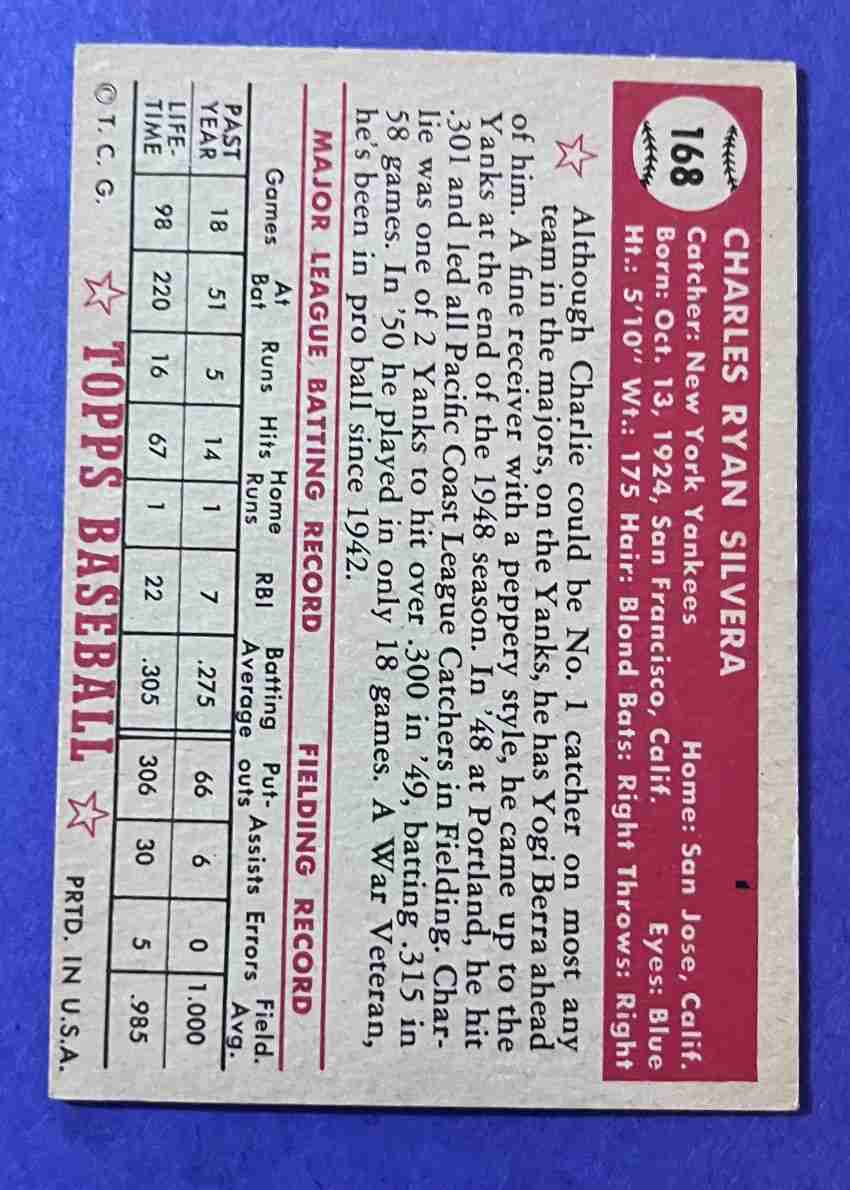 168
CHARLES RYAN SILVERA
Catcher: New York Yankees Home: San Jose, Calif.
Born: Oct. 13, 1924, San Francisco, Calif. Eyes: Blue
Ht.: 5'10" Wt.: 175 Hair: Blond Bats: Right Throws: Right
Although Charlie could be No. 1 catcher on most any
team in the majors, on the Yanks, he has Yogi Berra ahead
of him. A fine receiver with a peppery style, he came up to the
Yanks at the end of the 1948 season. In '48 at Portland, he hit
.301 and led all Pacific Coast League Catchers in Fielding. Char-
lie was one of 2 Yanks to hit over .300 in '49, batting .315 in
58 games. In '50 he played in only 18 games. A War Veteran,
he's been in pro ball since 1942.
MAJOR LEAGUE BATTING RECORD FIELDING RECORD
Games At Bat Runs Hits Home Runs RBI Batting Average Put-outs Assists Errors Field. Avg.
PAST YEAR 18 51 5 14 1 7 .275 66 6 0 1.000
LIFE-TIME 98 220 16 67 1 22 .305 306 30 5 .985
© T. C. G. TOPPS BASEBALL PRTD. IN U.S.A.